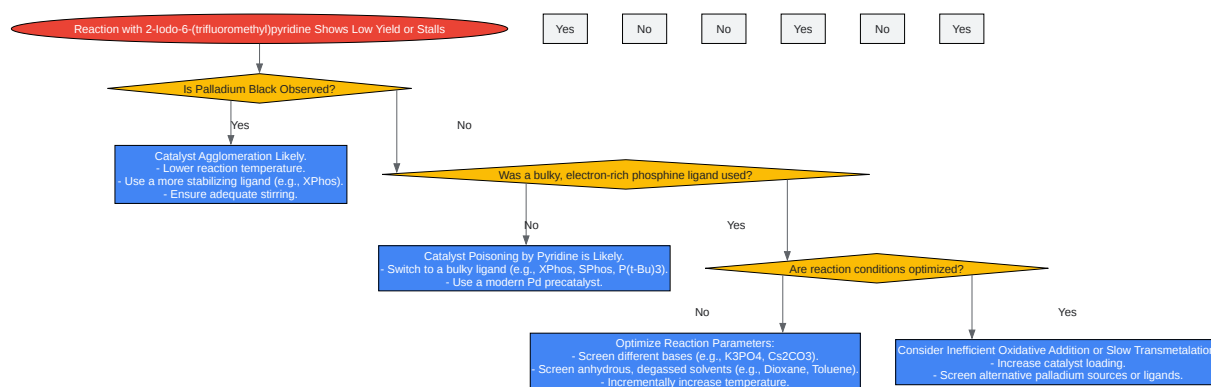 Reaction with 2-Iodo-6-(trifluoromethyl)pyridine Shows Low Yield or Stalls
Yes
No
No
Yes
No
Yes
Is Palladium Black Observed?
Yes
No
Catalyst Agglomeration Likely.
- Lower reaction temperature.
- Use a more stabilizing ligand (e.g., XPhos).
- Ensure adequate stirring.
Was a bulky, electron-rich phosphine ligand used?
No
Yes
Catalyst Poisoning by Pyridine is Likely.
- Switch to a bulky ligand (e.g., XPhos, SPhos, P(t-Bu)3).
- Use a modern Pd precatalyst.
Are reaction conditions optimized?
No
Yes
Optimize Reaction Parameters:
- Screen different bases (e.g., K3PO4, Cs2CO3).
- Screen anhydrous, degassed solvents (e.g., Dioxane, Toluene).
- Incrementally increase temperature.
Consider Inefficient Oxidative Addition or Slow Transmetalation
- Increase catalyst loading.
- Screen alternative palladium sources or ligands.